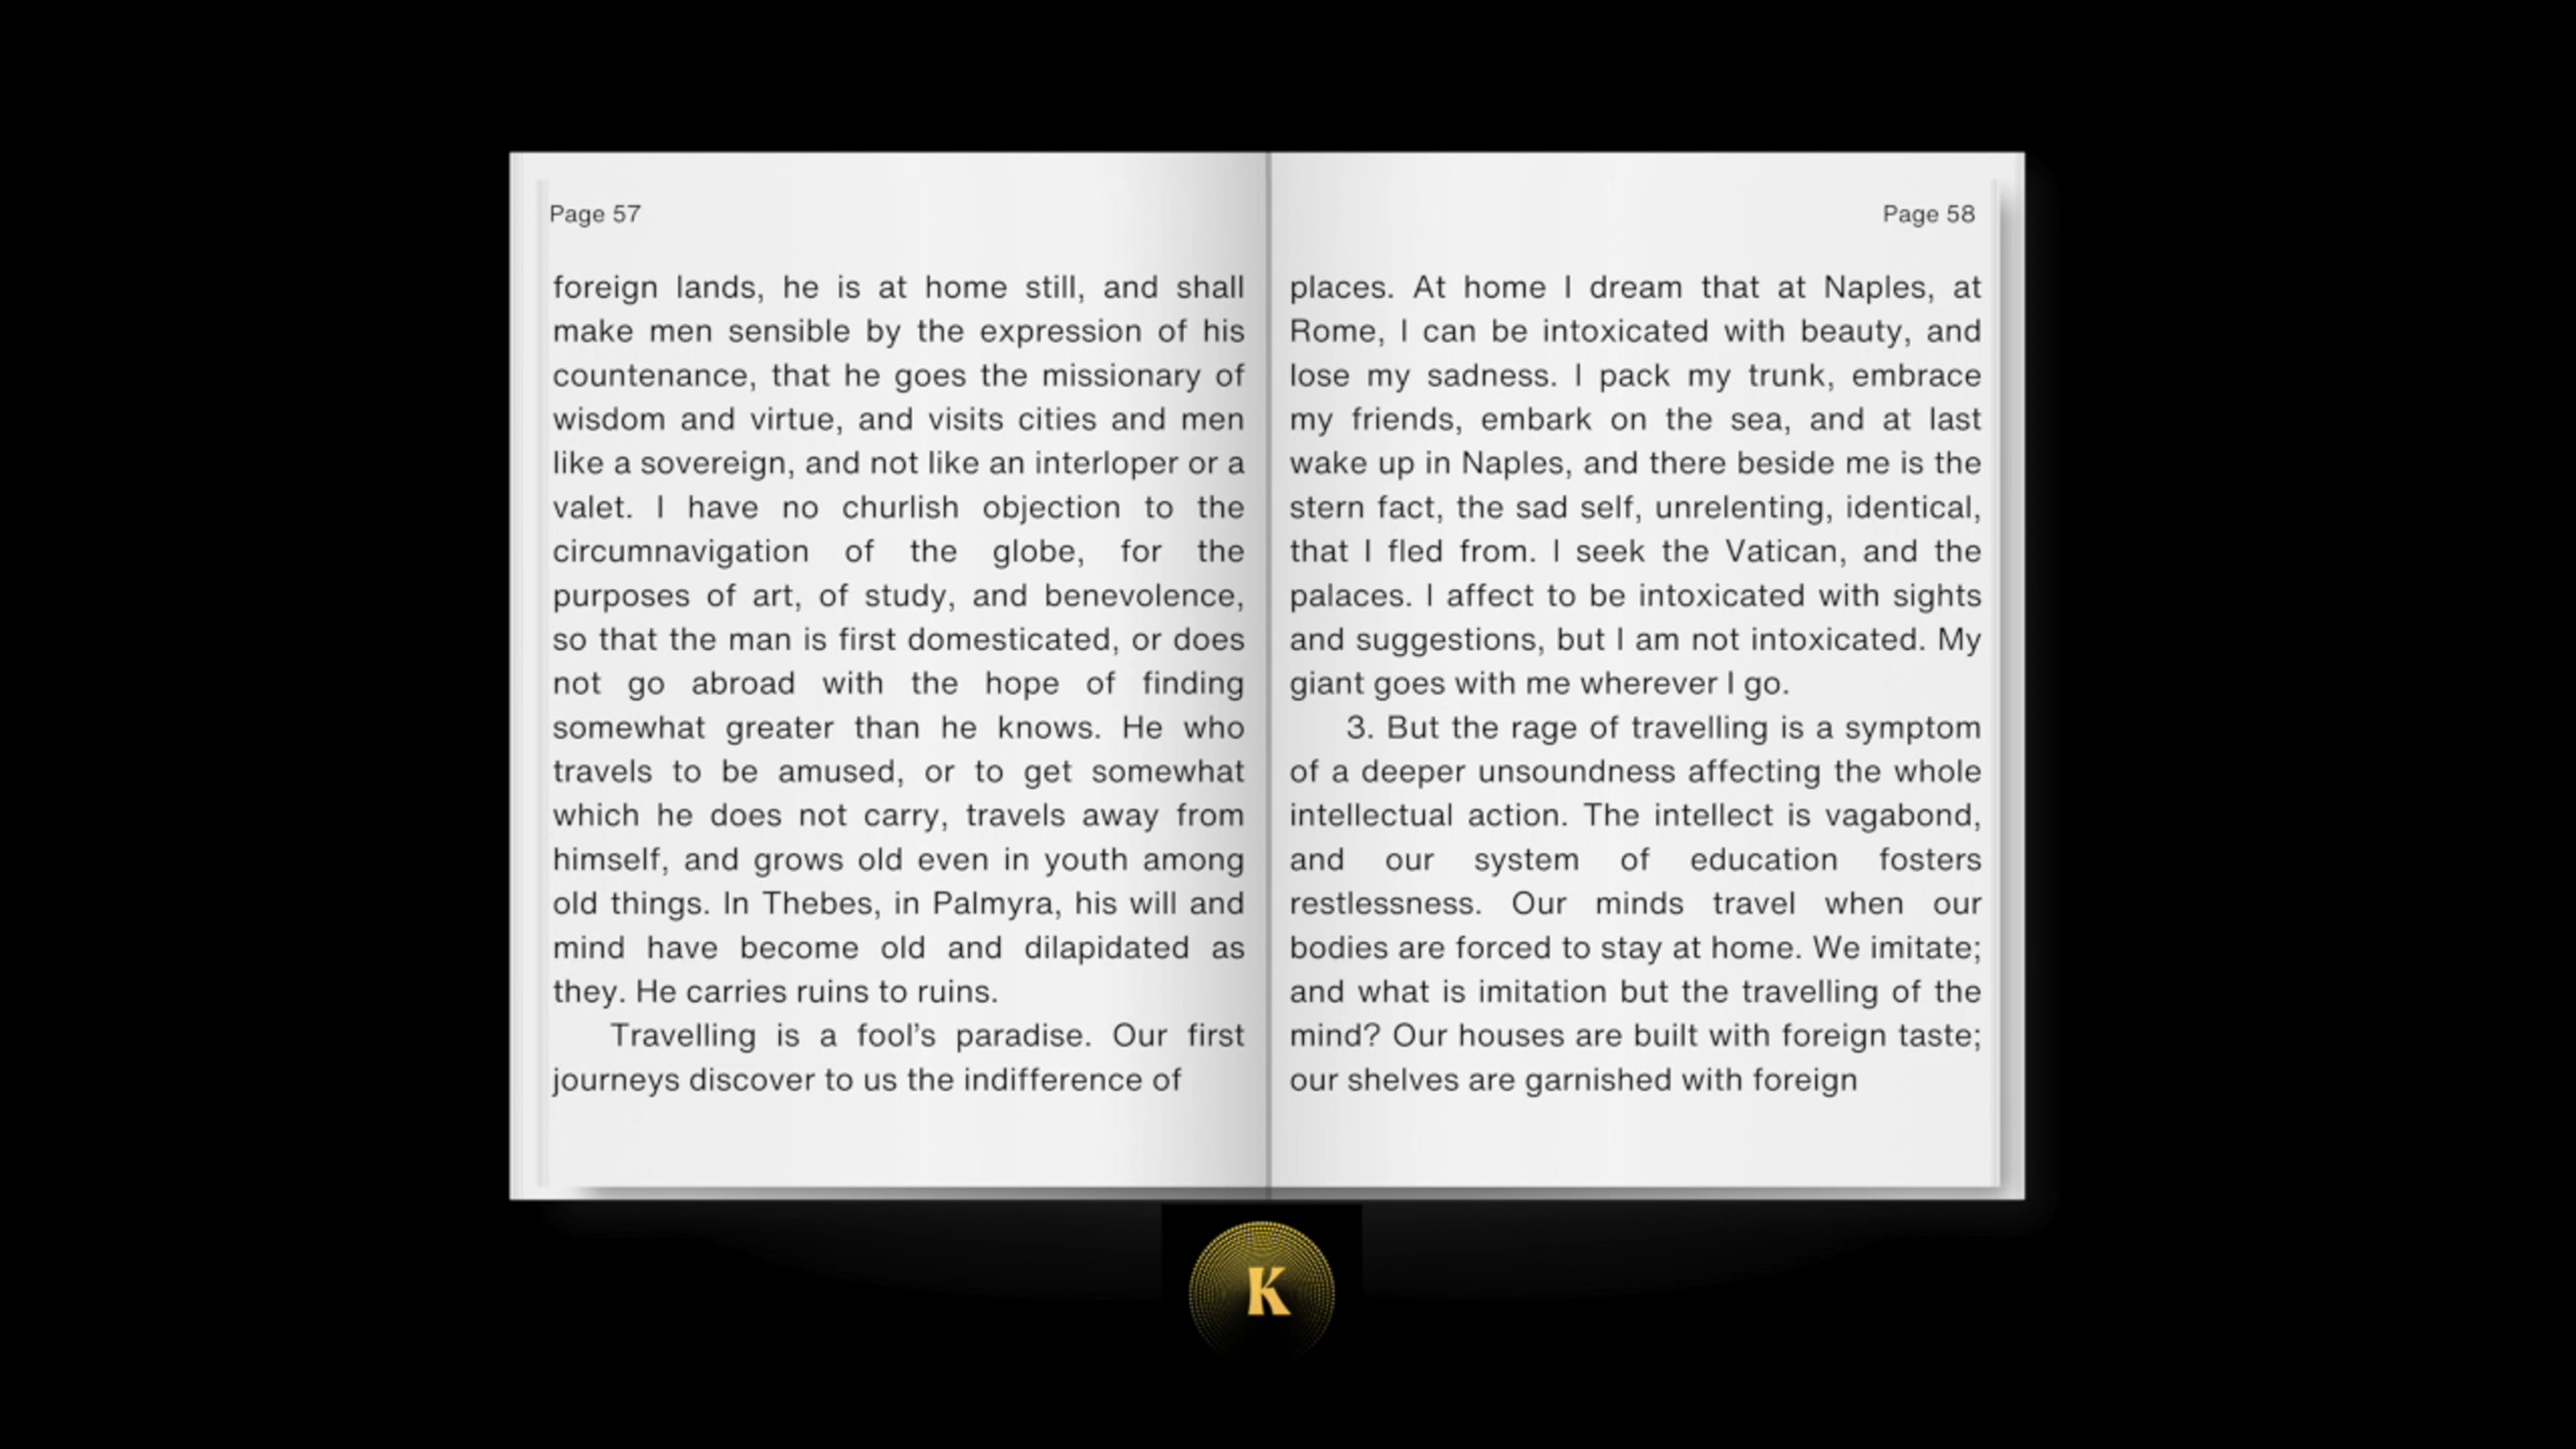 Page 57
foreign lands, he is at home still, and shall
make men sensible by the expression of his
countenance, that he goes the missionary of
wisdom and virtue, and visits cities and men
like a sovereign, and not like an interloper or a
valet. I have no churlish objection to the
circumnavigation of the globe, for the
purposes of art, of study, and benevolence,
so that the man is first domesticated, or does
not go abroad with the hope of finding
somewhat greater than he knows. He who
travels to be amused, or to get somewhat
which he does not carry, travels away from
himself, and grows old even in youth among
old things. In Thebes, in Palmyra, his will and
mind have become old and dilapidated as
they. He carries ruins to ruins.
Travelling is a fool’s paradise. Our first
journeys discover to us the indifference of
Page 58
places. At home I dream that at Naples, at
Rome, I can be intoxicated with beauty, and
lose my sadness. I pack my trunk, embrace
my friends, embark on the sea, and at last
wake up in Naples, and there beside me is the
stern fact, the sad self, unrelenting, identical,
that I fled from. I seek the Vatican, and the
palaces. I affect to be intoxicated with sights
and suggestions, but I am not intoxicated. My
giant goes with me wherever I go.
3. But the rage of travelling is a symptom
of a deeper unsoundness affecting the whole
intellectual action. The intellect is vagabond,
and our system of education fosters
restlessness. Our minds travel when our
bodies are forced to stay at home. We imitate;
and what is imitation but the travelling of the
mind? Our houses are built with foreign taste;
our shelves are garnished with foreign
K